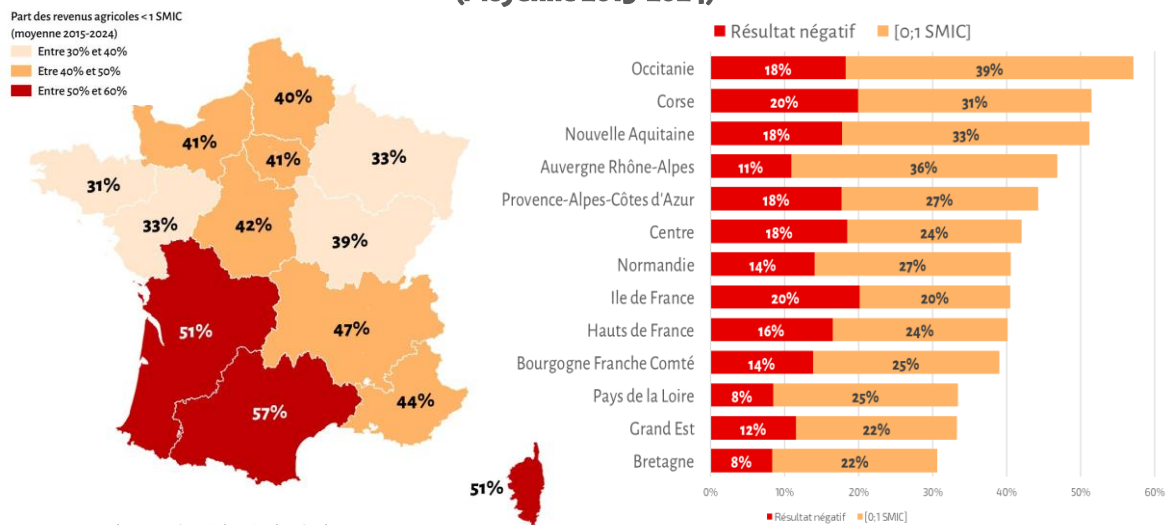 (Moyenne 2015-2024)
Part des revenus agricoles < 1 SMIC
(moyenne 2015-2024)
Entre 30% et 40%
Etre 40% et 50%
Entre 50% et 60%
40%
41%
41%
33%
31%
33%
42%
39%
51%
47%
57%
44%
51%
Résultat négatif [0;1 SMIC]
Occitanie 18% 39%
Corse 20% 31%
Nouvelle Aquitaine 18% 33%
Auvergne Rhône-Alpes 11% 36%
Provence-Alpes-Côtes d'Azur 18% 27%
Centre 18% 24%
Normandie 14% 27%
Ile de France 20% 20%
Hauts de France 16% 24%
Bourgogne Franche Comté 14% 25%
Pays de la Loire 8% 25%
Grand Est 12% 22%
Bretagne 8% 22%
0% 10% 20% 30% 40% 50% 60%
Résultat négatif [0;1 SMIC]